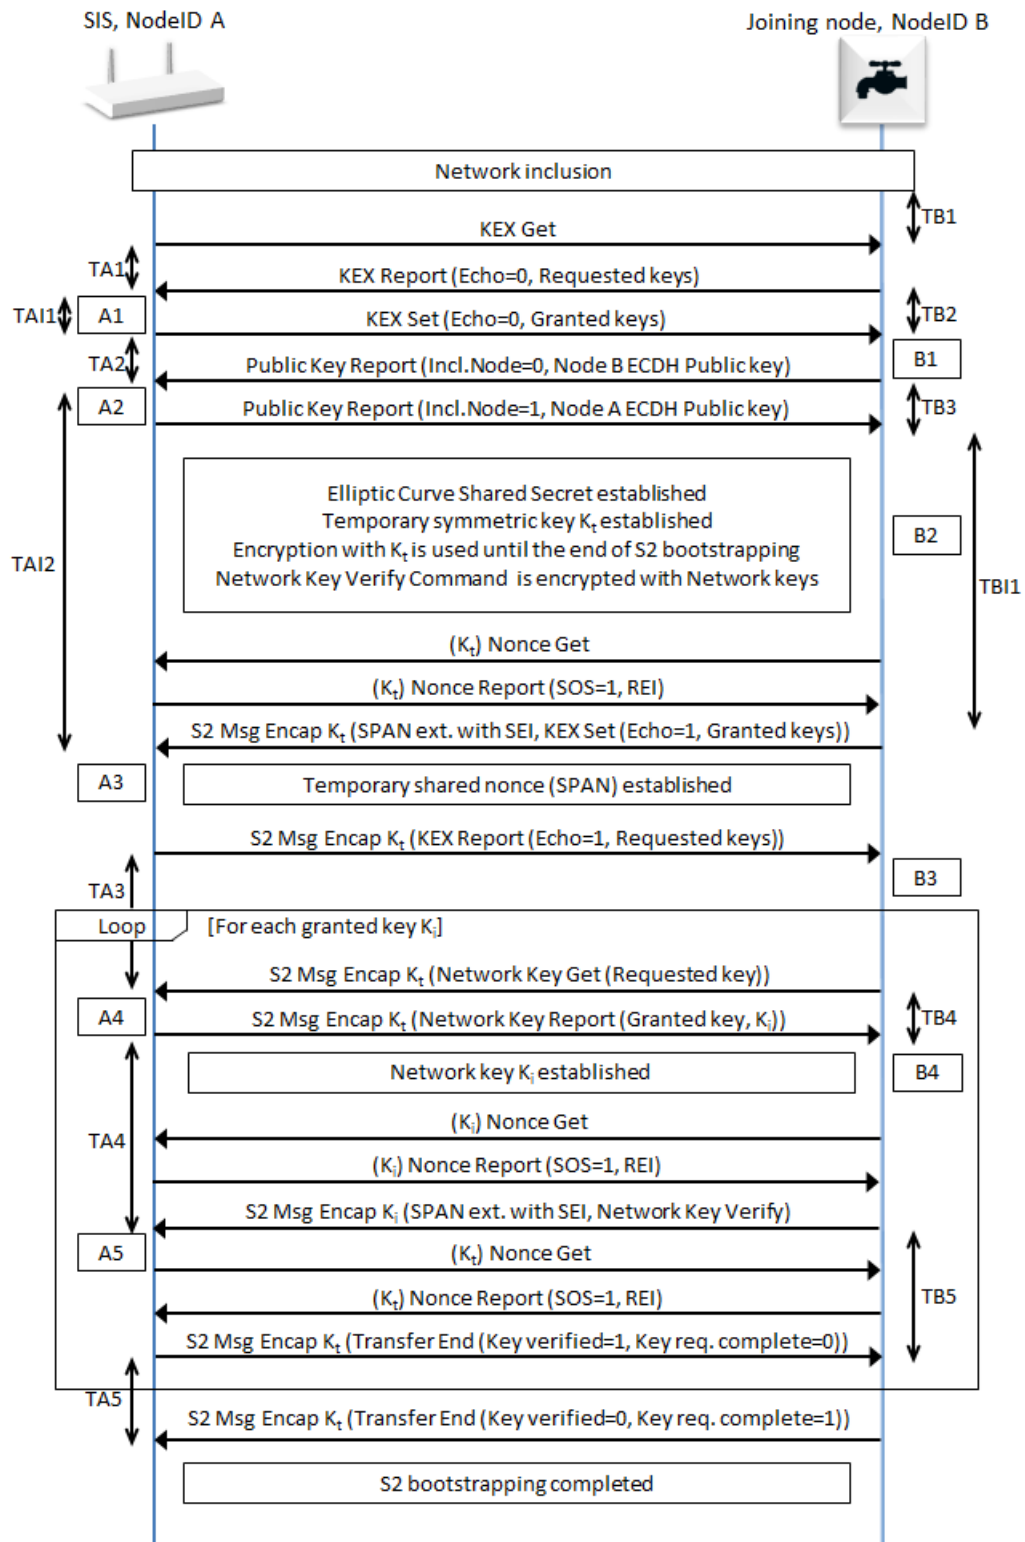 SIS, NodeID A
Joining node, NodeID B
Network inclusion
TB1
KEX Get
TA1
KEX Report (Echo=0, Requested keys)
TAI1
A1
TB2
KEX Set (Echo=0, Granted keys)
TA2
B1
Public Key Report (Incl.Node=0, Node B ECDH Public key)
A2
TB3
Public Key Report (Incl.Node=1, Node A ECDH Public key)
Elliptic Curve Shared Secret established
Temporary symmetric key Kt established
Encryption with Kt is used until the end of S2 bootstrapping
Network Key Verify Command is encrypted with Network keys
B2
TAI2
TBI1
(Kt) Nonce Get
(Kt) Nonce Report (SOS=1, REI)
S2 Msg Encap Kt (SPAN ext. with SEI, KEX Set (Echo=1, Granted keys))
A3
Temporary shared nonce (SPAN) established
S2 Msg Encap Kt (KEX Report (Echo=1, Requested keys))
B3
TA3
Loop
[For each granted key Ki]
S2 Msg Encap Kt (Network Key Get (Requested key))
A4
TB4
S2 Msg Encap Kt (Network Key Report (Granted key, Ki))
Network key Ki established
B4
(Ki) Nonce Get
TA4
(Ki) Nonce Report (SOS=1, REI)
S2 Msg Encap Ki (SPAN ext. with SEI, Network Key Verify)
A5
(Kt) Nonce Get
(Kt) Nonce Report (SOS=1, REI)
TB5
S2 Msg Encap Kt (Transfer End (Key verified=1, Key req. complete=0))
TA5
S2 Msg Encap Kt (Transfer End (Key verified=0, Key req. complete=1))
S2 bootstrapping completed